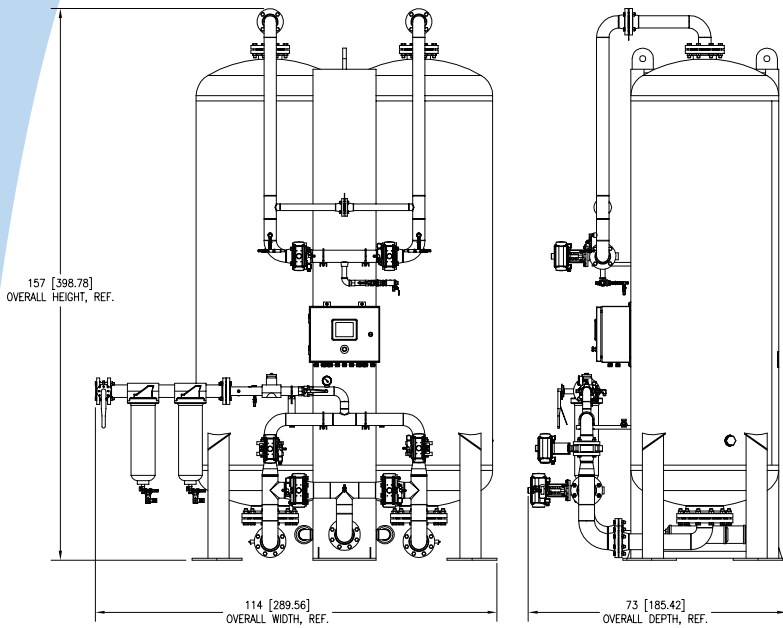 157 [398.78]
OVERALL HEIGHT, REF.
114 [289.56]
OVERALL WIDTH, REF.
73 [185.42]
OVERALL DEPTH, REF.